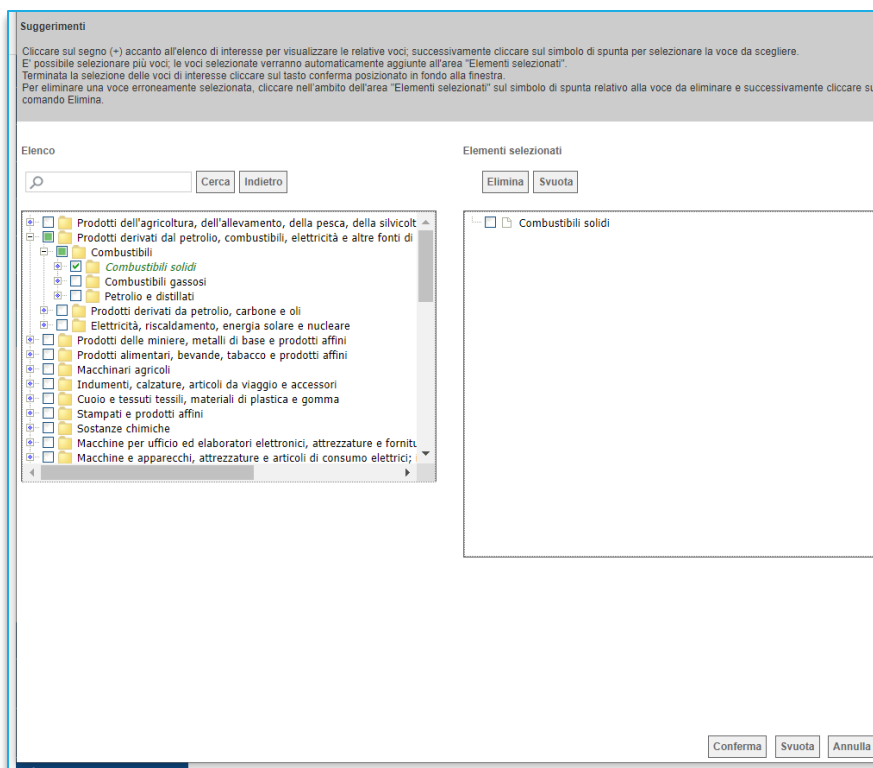 Suggerimenti
Cliccare sul segno (+) accanto all'elenco di interesse per visualizzare le relative voci; successivamente cliccare sul simbolo di spunta per selezionare la voce da scegliere.
E' possibile selezionare più voci; le voci selezionate verranno automaticamente aggiunte all'area "Elementi selezionati".
Terminata la selezione delle voci di interesse cliccare sul tasto conferma posizionato in fondo alla finestra.
Per eliminare una voce erroneamente selezionata, cliccare nell'ambito dell'area "Elementi selezionati" sul simbolo di spunta relativo alla voce da eliminare e successivamente cliccare su
comando Elimina.
Elenco
Cerca Indietro
Prodotti dell'agricoltura, dell'allevamento, della pesca, della silvicolt
Prodotti derivati dal petrolio, combustibili, elettricità e altre fonti di
Combustibili
Combustibili solidi
Combustibili gassosi
Petrolio e distillati
Prodotti derivati da petrolio, carbone e oli
Elettricità, riscaldamento, energia solare e nucleare
Prodotti delle miniere, metalli di base e prodotti affini
Prodotti alimentari, bevande, tabacco e prodotti affini
Macchinari agricoli
Indumenti, calzature, articoli da viaggio e accessori
Cuoio e tessuti tessili, materiali di plastica e gomma
Stampati e prodotti affini
Sostanze chimiche
Macchine per ufficio ed elaboratori elettronici, attrezzature e fornitu
Macchine e apparecchi, attrezzature e articoli di consumo elettrici;
Elementi selezionati
Elimina Svuota
Combustibili solidi
Conferma Svuota Annulla